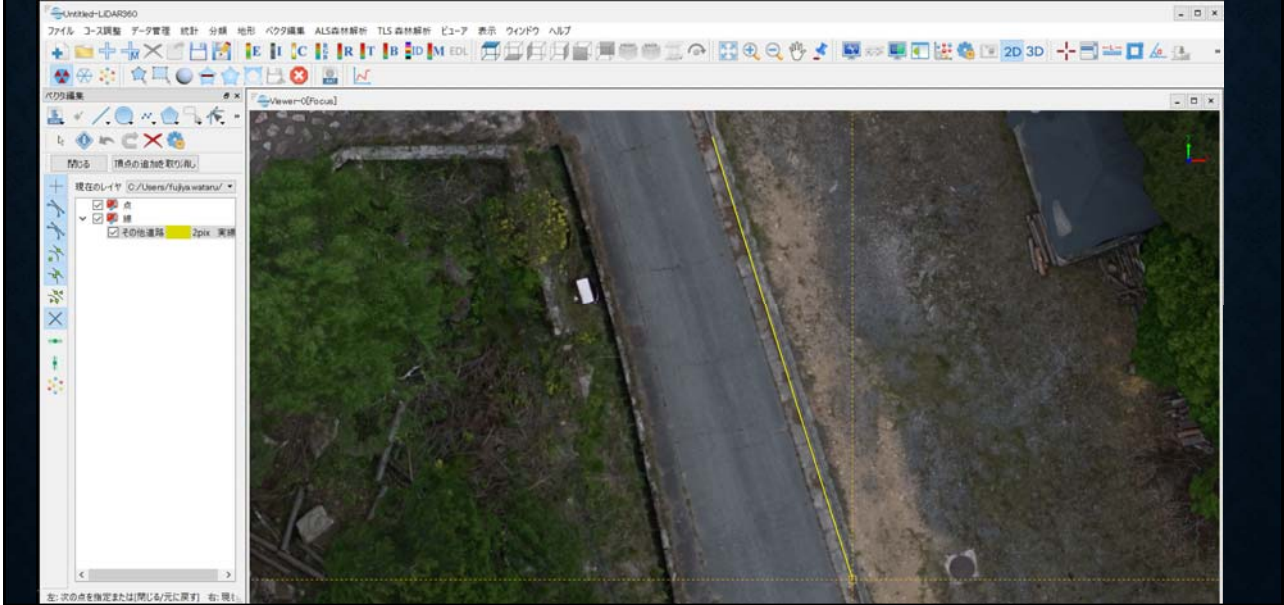 Untitled-LiDAR360
ファイル コース調整 データ管理 統計 分類 地形 ベクタ編集 ALS森林解析 TLS 森林解析 ビューア 表示 ウィンドウ ヘルプ
E I C R T B ID M EDL 2D 3D
ベクタ編集
Viewer-0[Focus]
閉じる 頂点の追加を取り消し
現在のレイヤ C:/Users/fujiya.wataru/
点
線
その他道路 2pix 実線
左: 次の点を指定または[閉じる/元に戻す] 右: 現